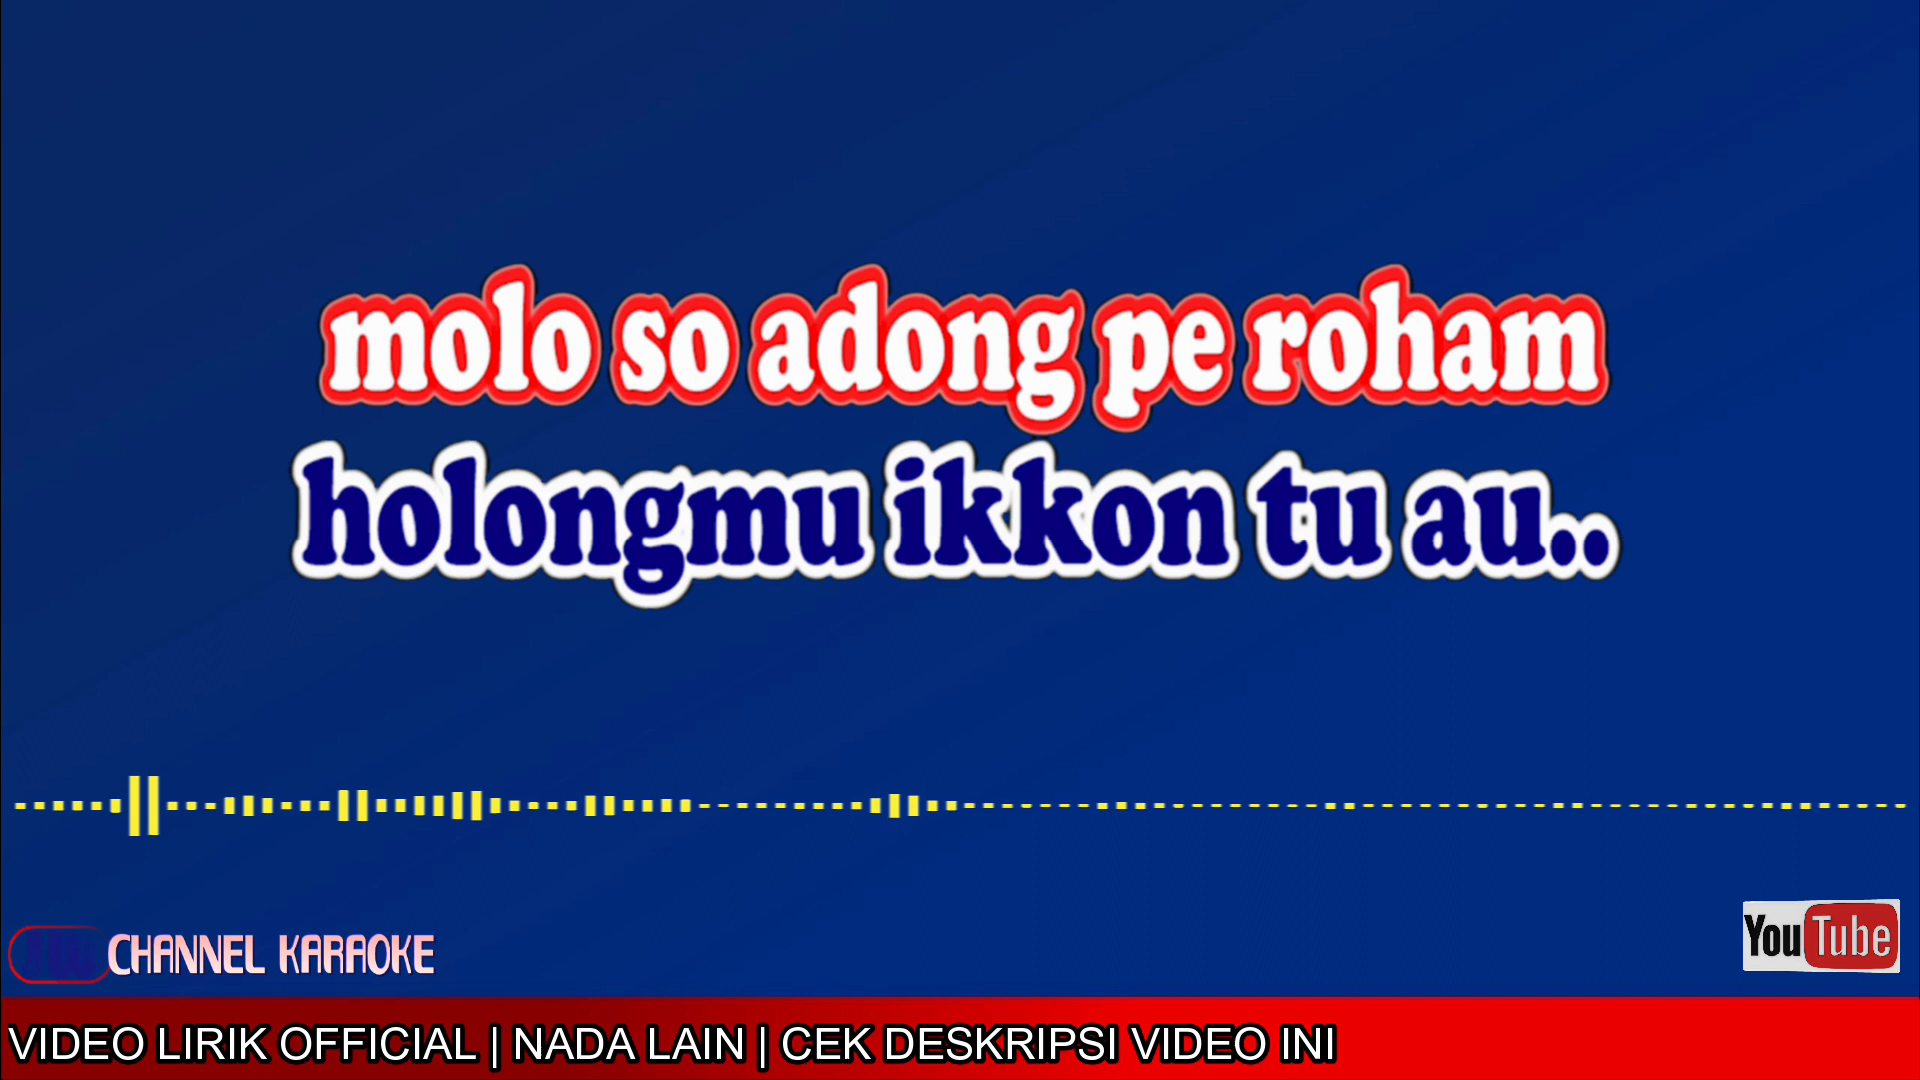 molo so adong pe roham
holongmu ikkon tu au..
CHANNEL KARAOKE
YouTube
VIDEO LIRIK OFFICIAL | NADA LAIN | CEK DESKRIPSI VIDEO INI